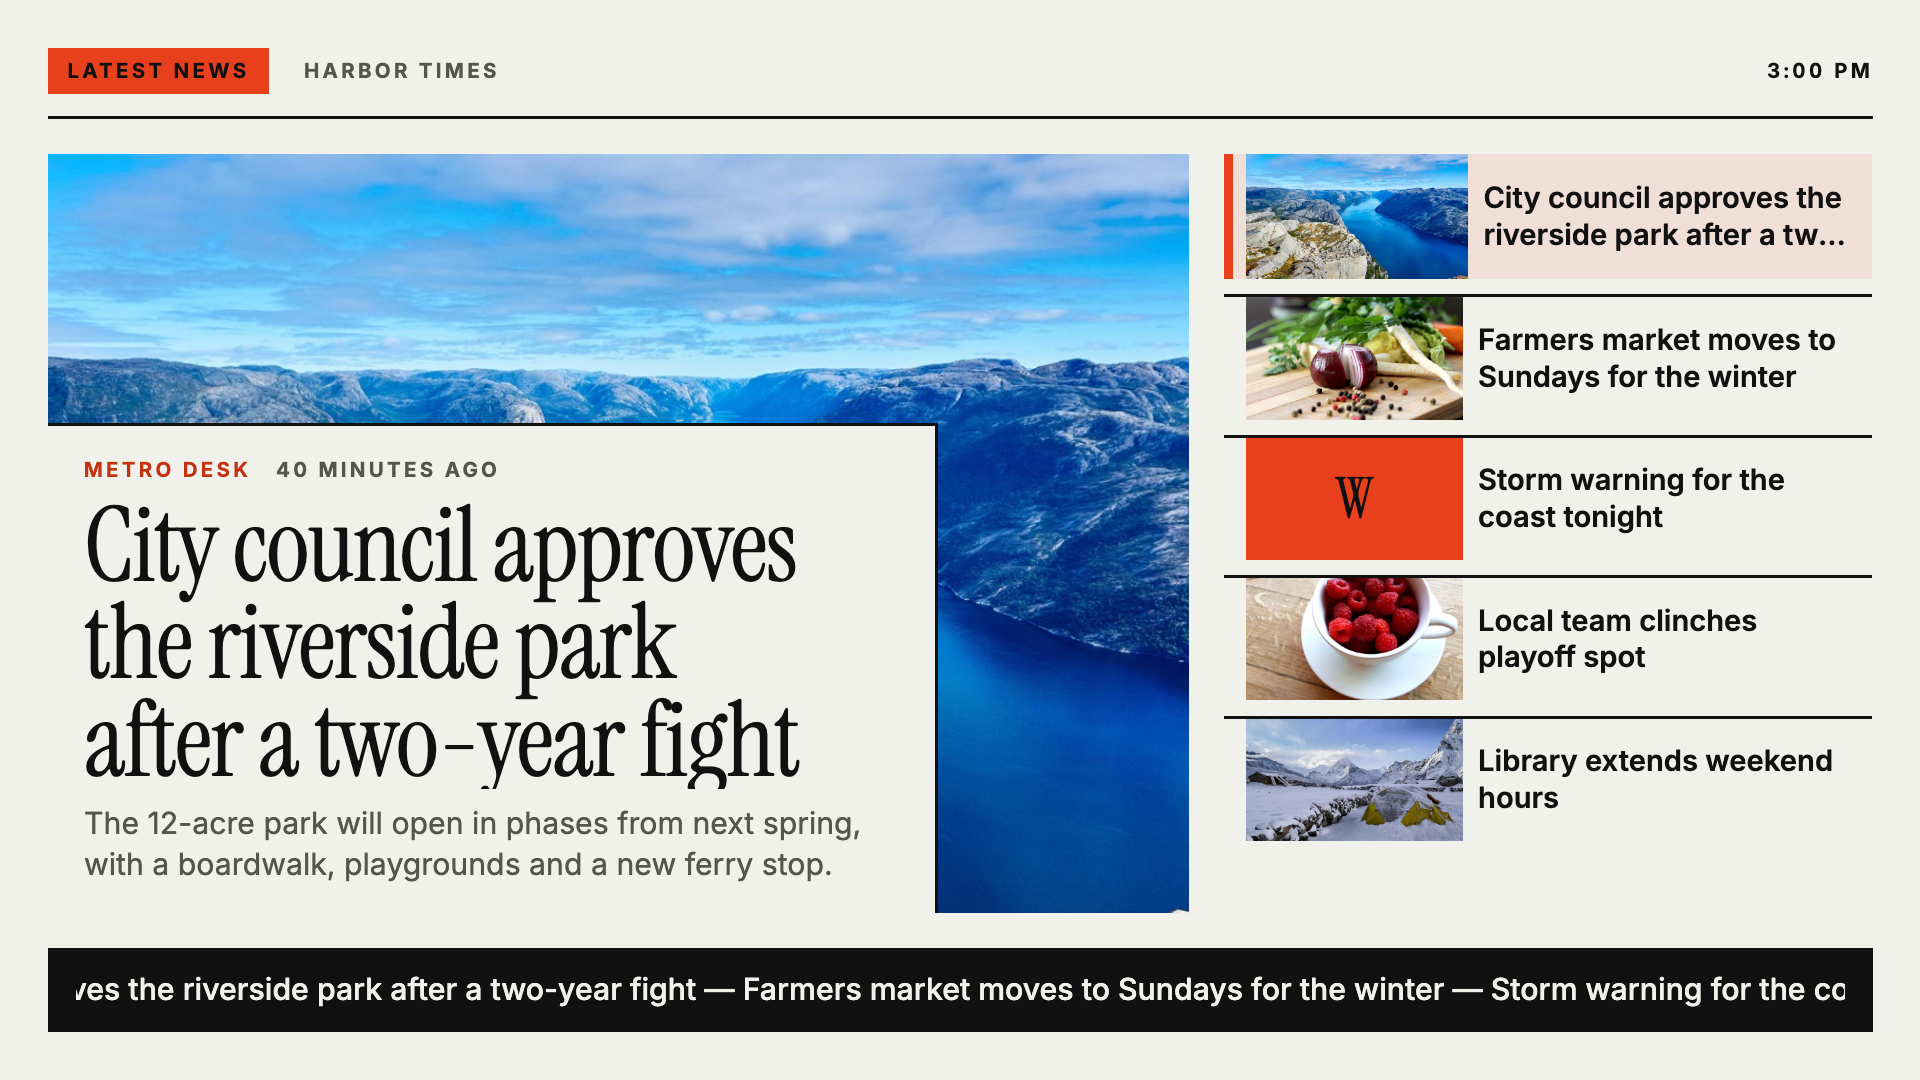 LATEST NEWS
HARBOR TIMES
3:00 PM
METRO DESK 40 MINUTES AGO
City council approves
the riverside park
after a two-year fight
The 12-acre park will open in phases from next spring,
with a boardwalk, playgrounds and a new ferry stop.
City council approves the
riverside park after a tw...
Farmers market moves to
Sundays for the winter
W
Storm warning for the
coast tonight
Local team clinches
playoff spot
Library extends weekend
hours
ves the riverside park after a two-year fight — Farmers market moves to Sundays for the winter — Storm warning for the co